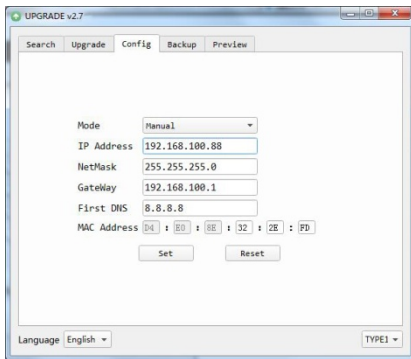 UPGRADE v2.7
Search Upgrade Config Backup Preview
Mode Manual
IP Address 192.168.100.88
NetMask 255.255.255.0
GateWay 192.168.100.1
First DNS 8.8.8.8
MAC Address D4 : E0 : 8E : 32 : 2E : FD
Set Reset
Language English TYPE1